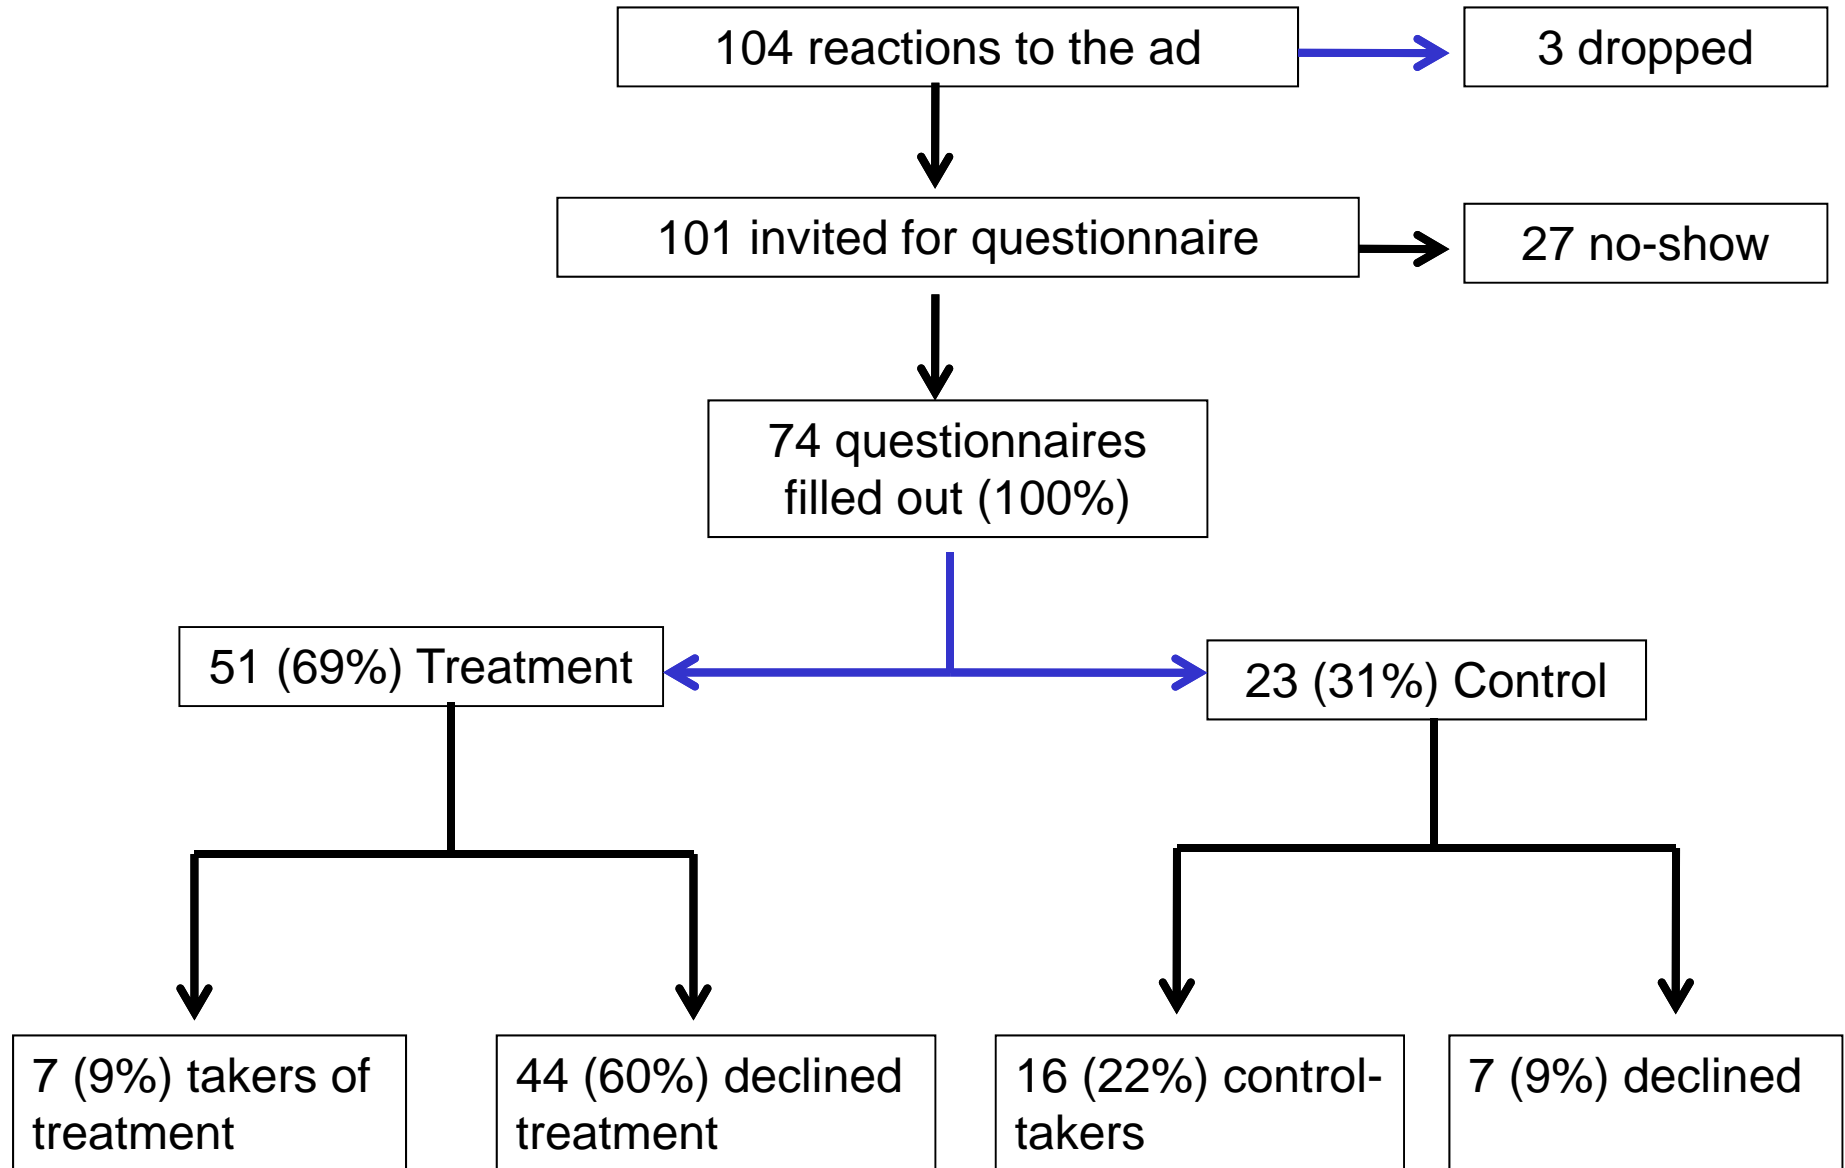 104 reactions to the ad
3 dropped
101 invited for questionnaire
27 no-show
74 questionnaires
filled out (100%)
51 (69%) Treatment
23 (31%) Control
7 (9%) takers of
treatment
44 (60%) declined
treatment
16 (22%) control-
takers
7 (9%) declined